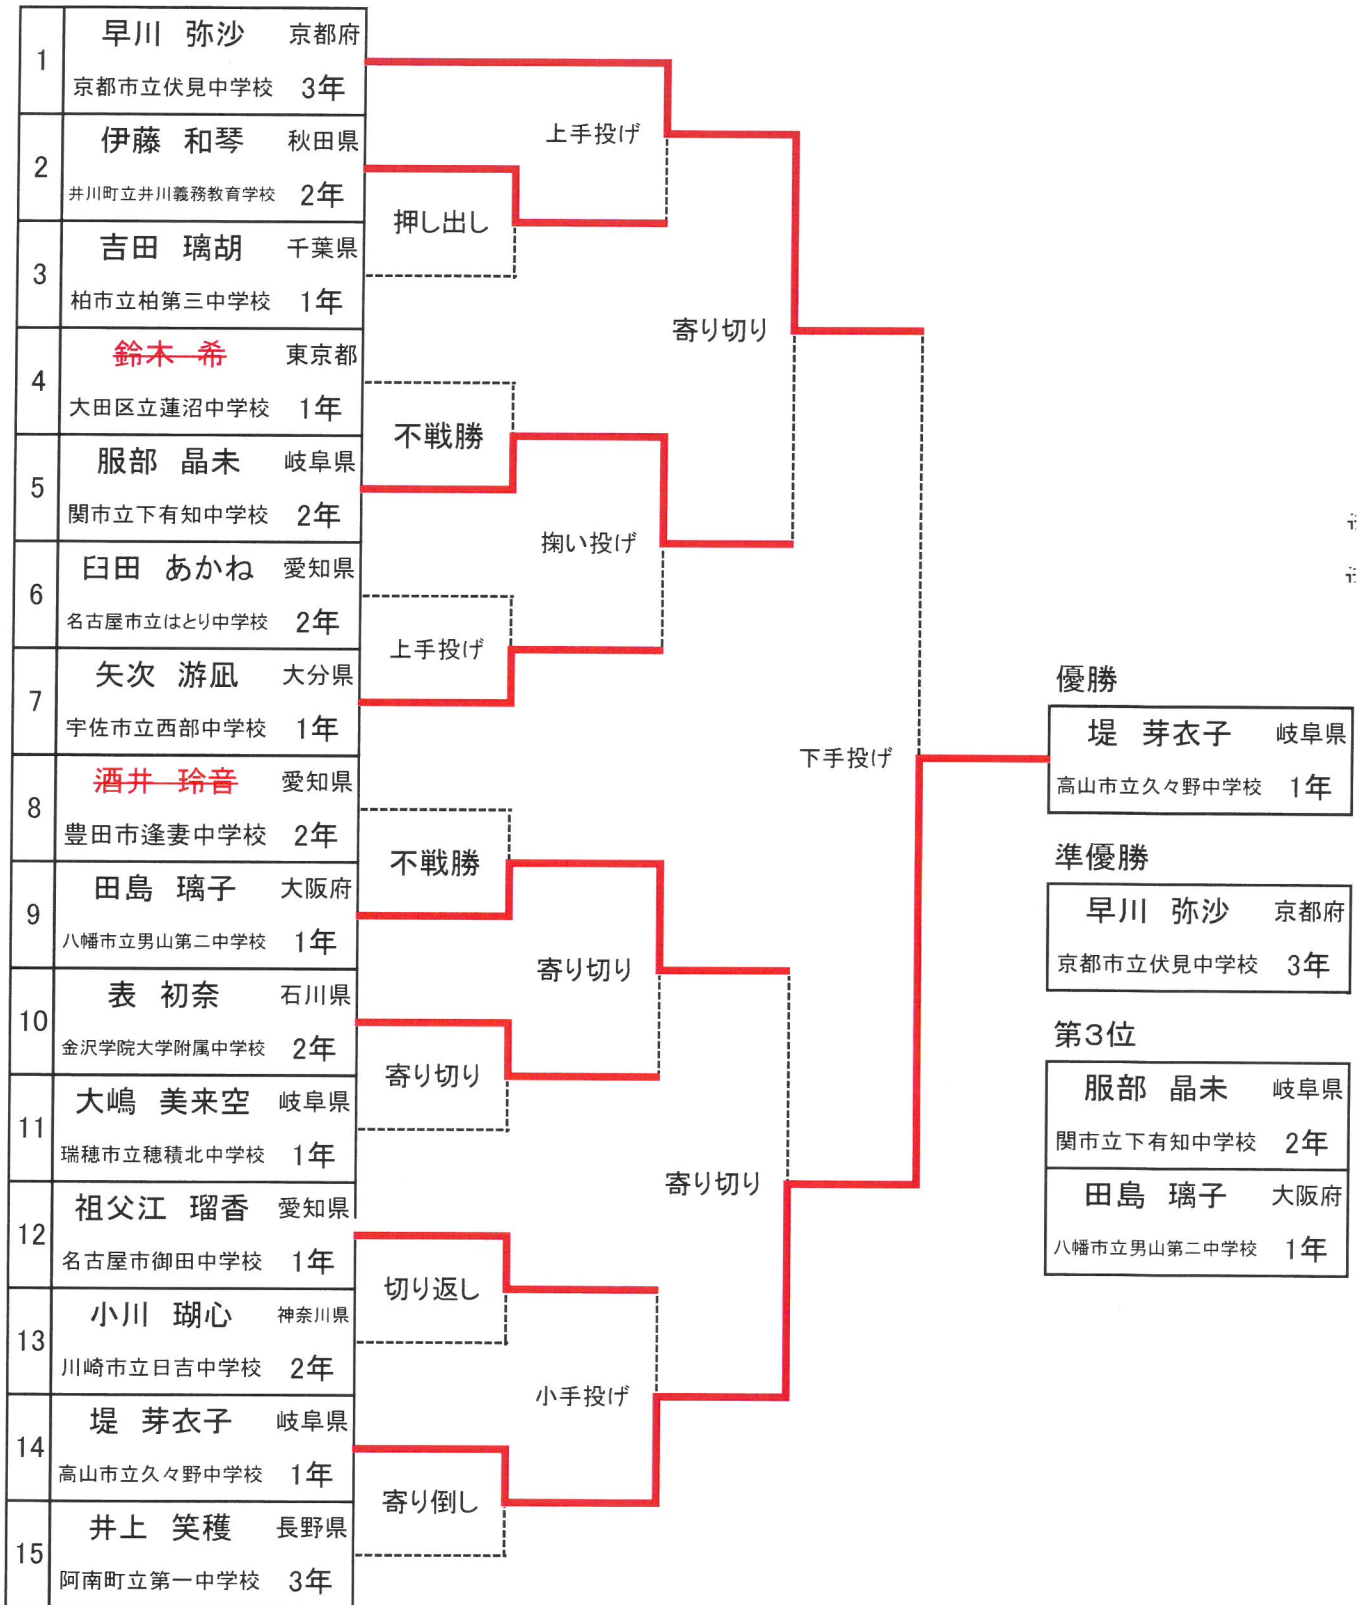 1
早川 弥沙 京都府
京都市立伏見中学校 3年
2
伊藤 和琴 秋田県
井川町立井川義務教育学校 2年
3
吉田 璃胡 千葉県
柏市立柏第三中学校 1年
4
鈴木 希 東京都
大田区立蓮沼中学校 1年
5
服部 晶未 岐阜県
関市立下有知中学校 2年
6
臼田 あかね 愛知県
名古屋市立はとり中学校 2年
7
矢次 游凪 大分県
宇佐市立西部中学校 1年
8
酒井 玲音 愛知県
豊田市逢妻中学校 2年
9
田島 璃子 大阪府
八幡市立男山第二中学校 1年
10
表 初奈 石川県
金沢学院大学附属中学校 2年
11
大嶋 美来空 岐阜県
瑞穂市立穂積北中学校 1年
12
祖父江 瑠香 愛知県
名古屋市御田中学校 1年
13
小川 瑚心 神奈川県
川崎市立日吉中学校 2年
14
堤 芽衣子 岐阜県
高山市立久々野中学校 1年
15
井上 笑穫 長野県
阿南町立第一中学校 3年
押し出し
不戦勝
上手投げ
不戦勝
寄り切り
切り返し
寄り倒し
上手投げ
掬い投げ
寄り切り
小手投げ
寄り切り
寄り切り
下手投げ
優勝
堤 芽衣子 岐阜県
高山市立久々野中学校 1年
準優勝
早川 弥沙 京都府
京都市立伏見中学校 3年
第3位
服部 晶未 岐阜県
関市立下有知中学校 2年
田島 璃子 大阪府
八幡市立男山第二中学校 1年